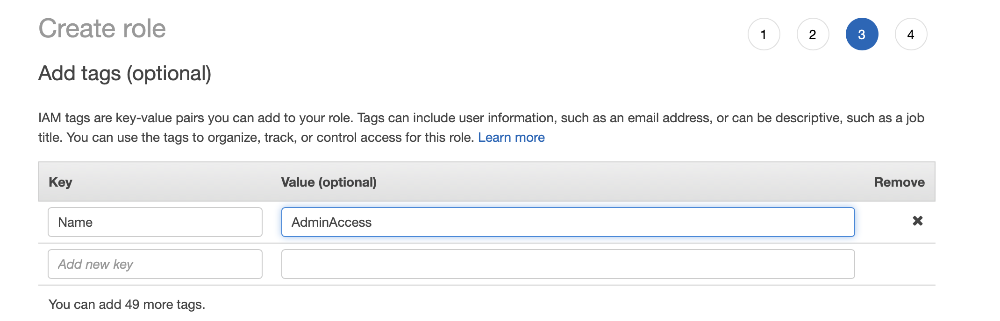 Create role
1 2 3 4
Add tags (optional)
IAM tags are key-value pairs you can add to your role. Tags can include user information, such as an email address, or can be descriptive, such as a job
title. You can use the tags to organize, track, or control access for this role. Learn more
Key Value (optional) Remove
Name AdminAccess
Add new key
You can add 49 more tags.